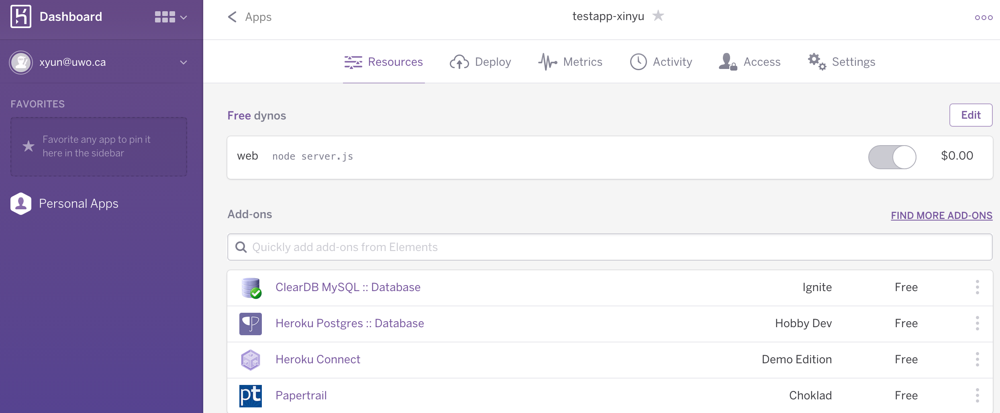 Dashboard
Apps
testapp-xinyu
xyun@uwo.ca
Resources
Deploy
Metrics
Activity
Access
Settings
FAVORITES
Favorite any app to pin it
here in the sidebar
Personal Apps
Free dynos
Edit
web node server.js $0.00
Add-ons
FIND MORE ADD-ONS
Quickly add add-ons from Elements
ClearDB MySQL :: Database Ignite Free
Heroku Postgres :: Database Hobby Dev Free
Heroku Connect Demo Edition Free
pt Papertrail Choklad Free